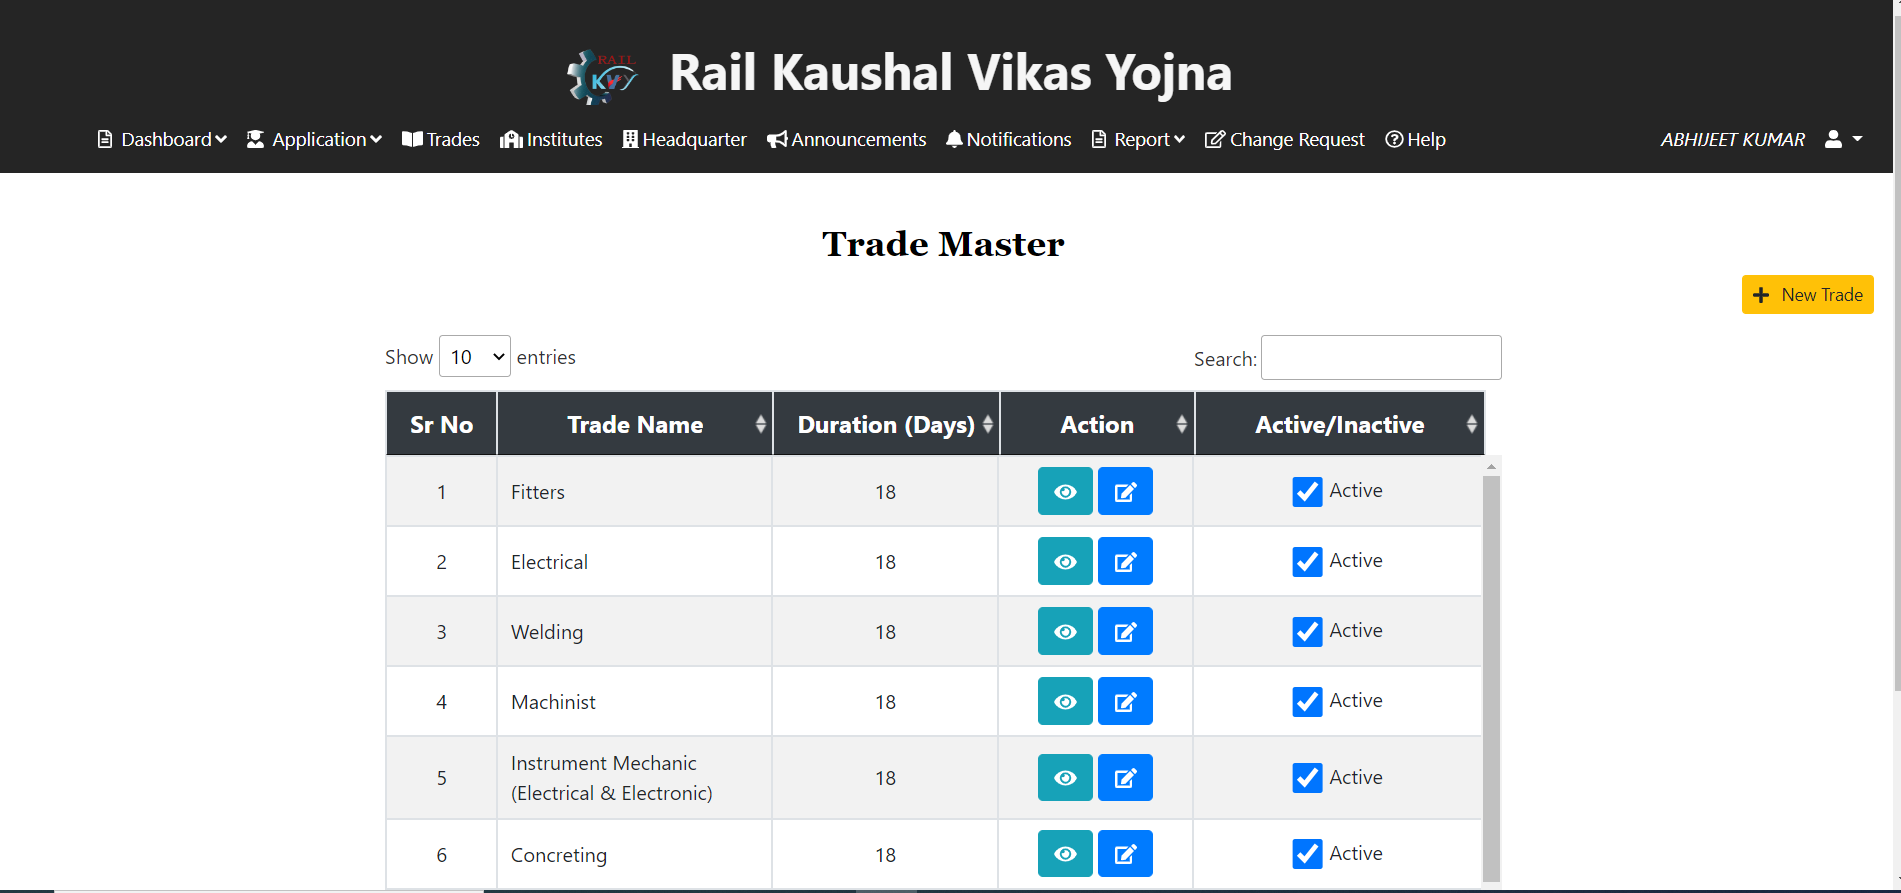 RAIL
KVY
Rail Kaushal Vikas Yojna
Dashboard Application Trades Institutes Headquarter Announcements Notifications Report Change Request Help ABHIJEET KUMAR
Trade Master
New Trade
Show 10 entries Search:
Sr No Trade Name Duration (Days) Action Active/Inactive
1 Fitters 18 Active
2 Electrical 18 Active
3 Welding 18 Active
4 Machinist 18 Active
5 Instrument Mechanic
(Electrical & Electronic) 18 Active
6 Concreting 18 Active